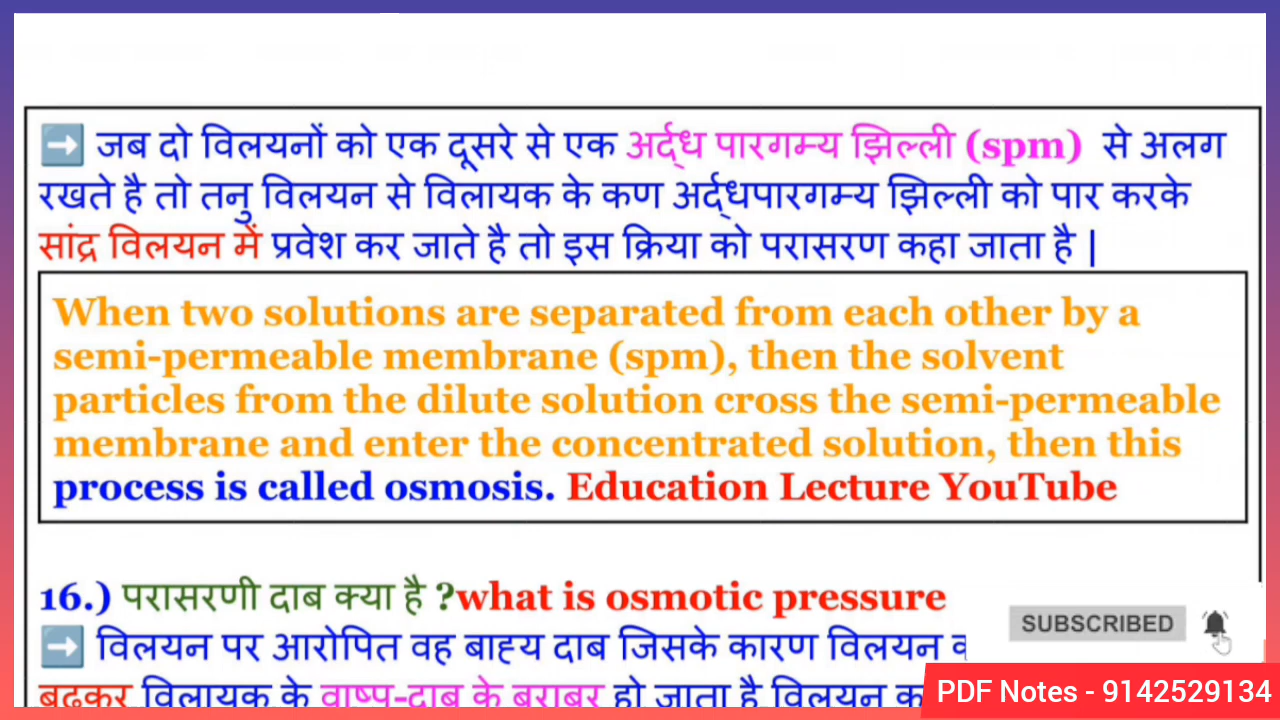 ➡️ जब दो विलयनों को एक दूसरे से एक अर्द्ध पारगम्य झिल्ली (spm) से अलग
रखते है तो तनु विलयन से विलायक के कण अर्द्धपारगम्य झिल्ली को पार करके
सांद्र विलयन में प्रवेश कर जाते है तो इस क्रिया को परासरण कहा जाता है |
When two solutions are separated from each other by a
semi-permeable membrane (spm), then the solvent
particles from the dilute solution cross the semi-permeable
membrane and enter the concentrated solution, then this
process is called osmosis. Education Lecture YouTube
16.) परासरणी दाब क्या है ?what is osmotic pressure
➡️ विलयन पर आरोपित वह बाह्य दाब जिसके कारण विलयन
बढ़कर विलायक के वाष्प-दाब के बराबर हो जाता है विलयन
SUBSCRIBED
PDF Notes - 9142529134